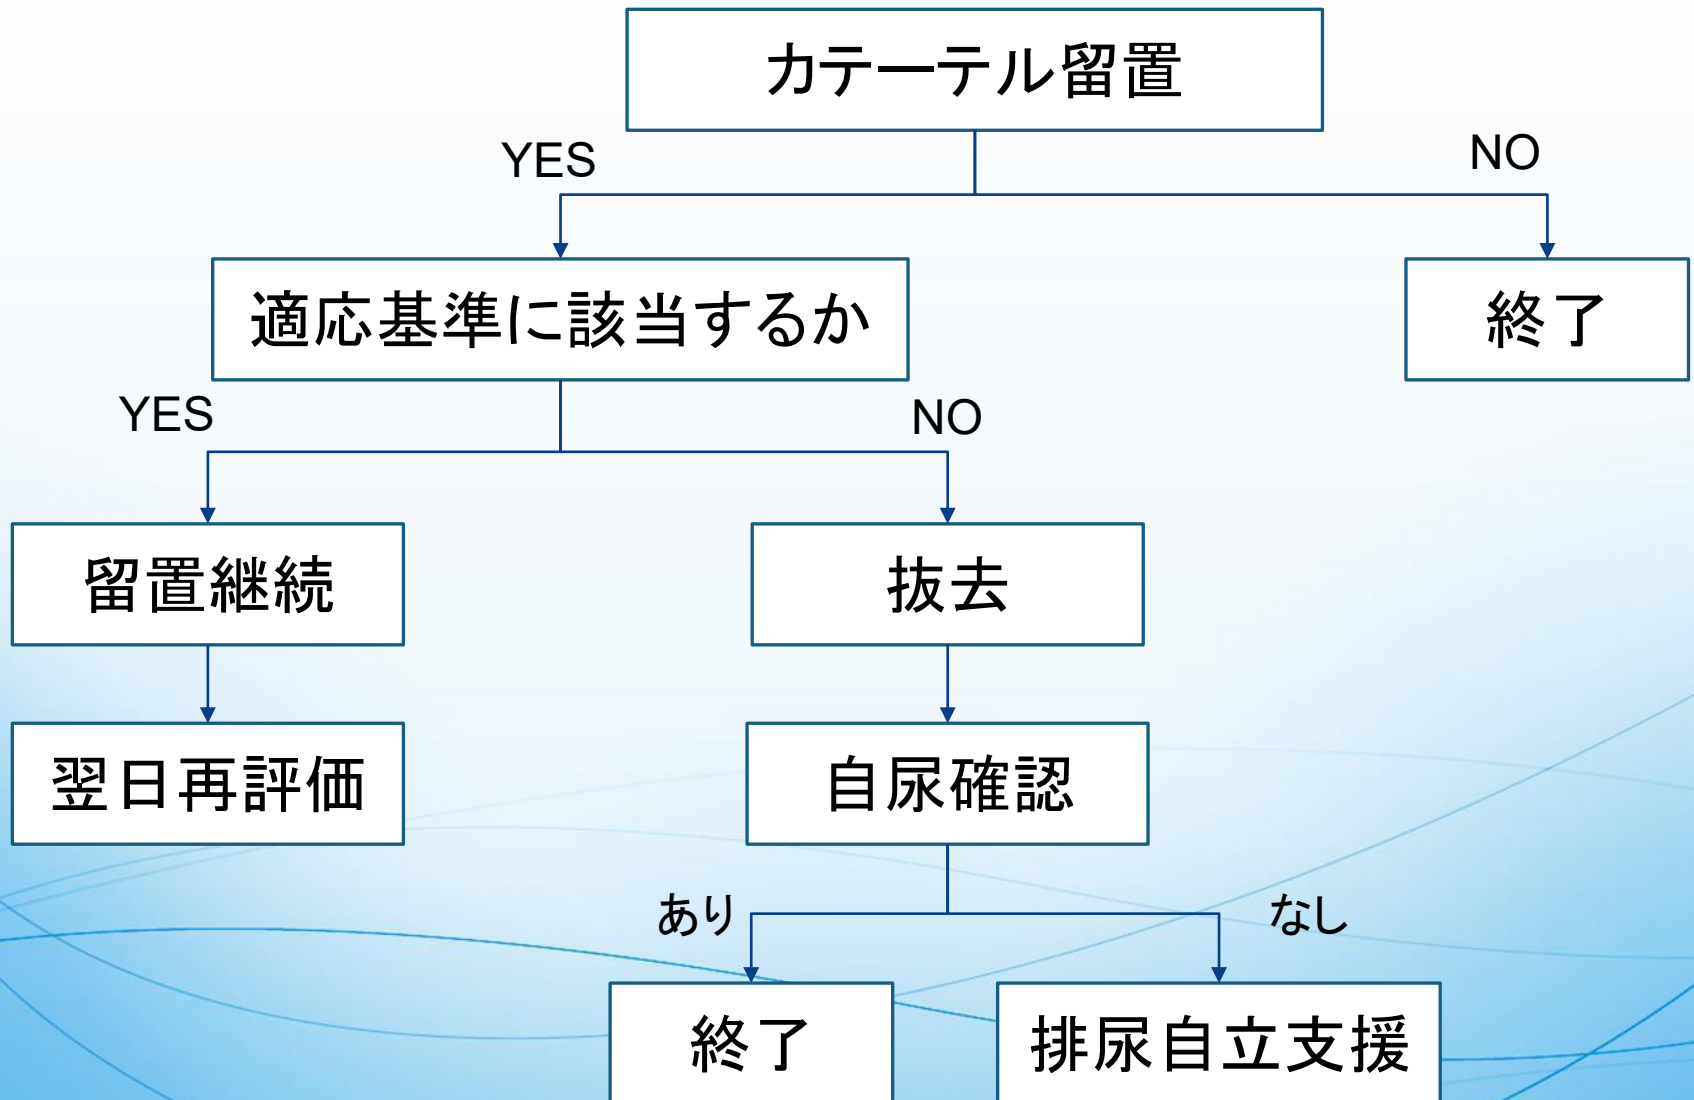 カテーテル留置
YES
NO
適応基準に該当するか
終了
YES
NO
留置継続
抜去
翌日再評価
自尿確認
あり
なし
終了
排尿自立支援